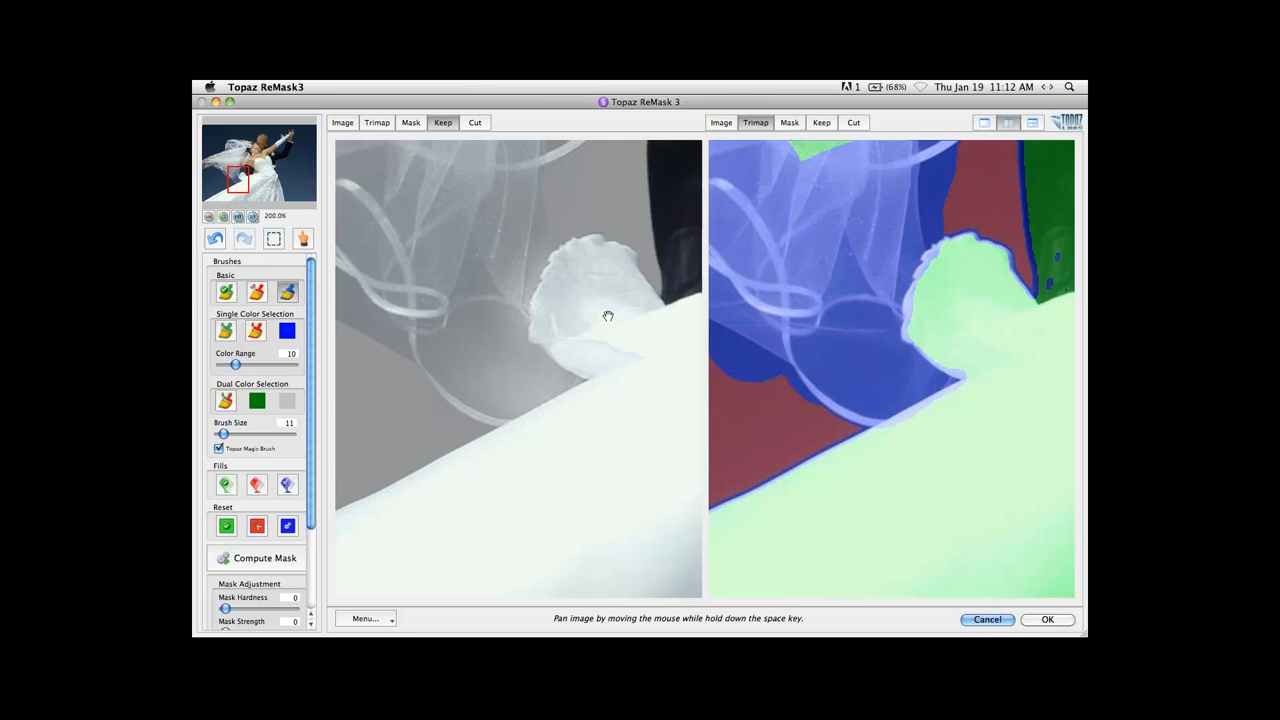 Topaz ReMask3
1 (68%) Thu Jan 19 11:12 AM
Topaz ReMask 3
Image Trimap Mask Keep Cut
Image Trimap Mask Keep Cut
TOPAZ
LABS
200.0%
Brushes
Basic
Single Color Selection
Color Range 10
Dual Color Selection
Brush Size 11
Topaz Magic Brush
Fills
Reset
Compute Mask
Mask Adjustment
Mask Hardness 0
Mask Strength 0
Menu...
Pan image by moving the mouse while hold down the space key.
Cancel OK